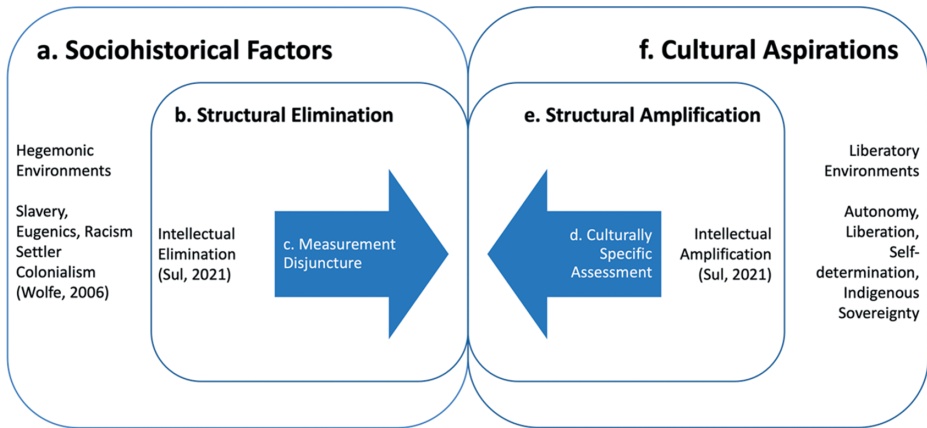 a. Sociohistorical Factors
b. Structural Elimination
Hegemonic
Environments
Slavery,
Eugenics, Racism
Settler
Colonialism
(Wolfe, 2006)
Intellectual
Elimination
(Sul, 2021)
c. Measurement
Disjuncture
f. Cultural Aspirations
e. Structural Amplification
d. Culturally
Specific
Assessment
Intellectual
Amplification
(Sul, 2021)
Liberatory
Environments
Autonomy,
Liberation,
Self-
determination,
Indigenous
Sovereignty